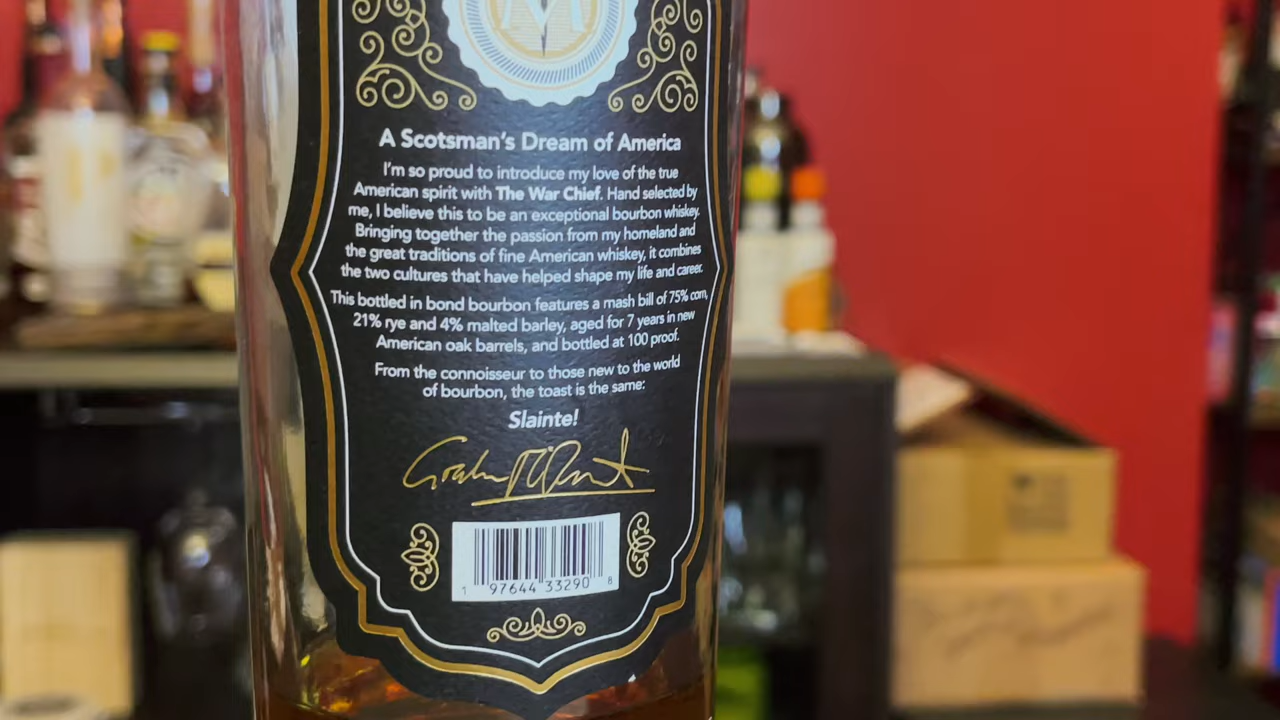 M
A Scotsman's Dream of America
I'm so proud to introduce my love of the true
American spirit with The War Chief. Hand selected by
me, I believe this to be an exceptional bourbon whiskey.
Bringing together the passion from my homeland and
the great traditions of fine American whiskey, it combines
the two cultures that have helped shape my life and career.
This bottled in bond bourbon features a mash bill of 75% corn,
21% rye and 4% malted barley, aged for 7 years in new
American oak barrels, and bottled at 100 proof.
From the connoisseur to those new to the world
of bourbon, the toast is the same:
Slainte!
1 97644 33290 8